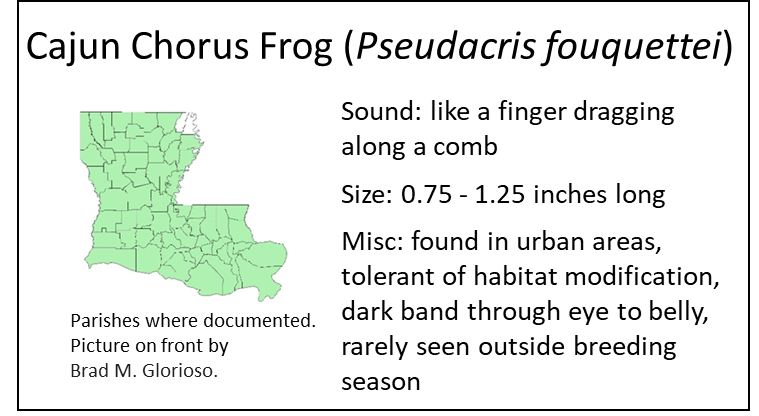 Cajun Chorus Frog (Pseudacris fouquettei)
Sound: like a finger dragging
along a comb
Size: 0.75 - 1.25 inches long
Misc: found in urban areas,
tolerant of habitat modification,
dark band through eye to belly,
rarely seen outside breeding
season
Parishes where documented.
Picture on front by
Brad M. Glorioso.